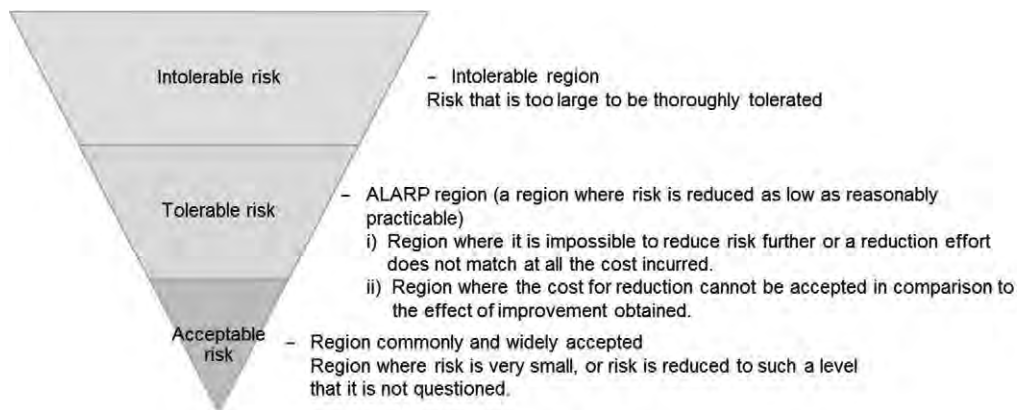 Intolerable risk
– Intolerable region
Risk that is too large to be thoroughly tolerated
Tolerable risk
– ALARP region (a region where risk is reduced as low as reasonably
practicable)
i) Region where it is impossible to reduce risk further or a reduction effort
does not match at all the cost incurred.
ii) Region where the cost for reduction cannot be accepted in comparison to
the effect of improvement obtained.
Acceptable
risk
– Region commonly and widely accepted
Region where risk is very small, or risk is reduced to such a level
that it is not questioned.